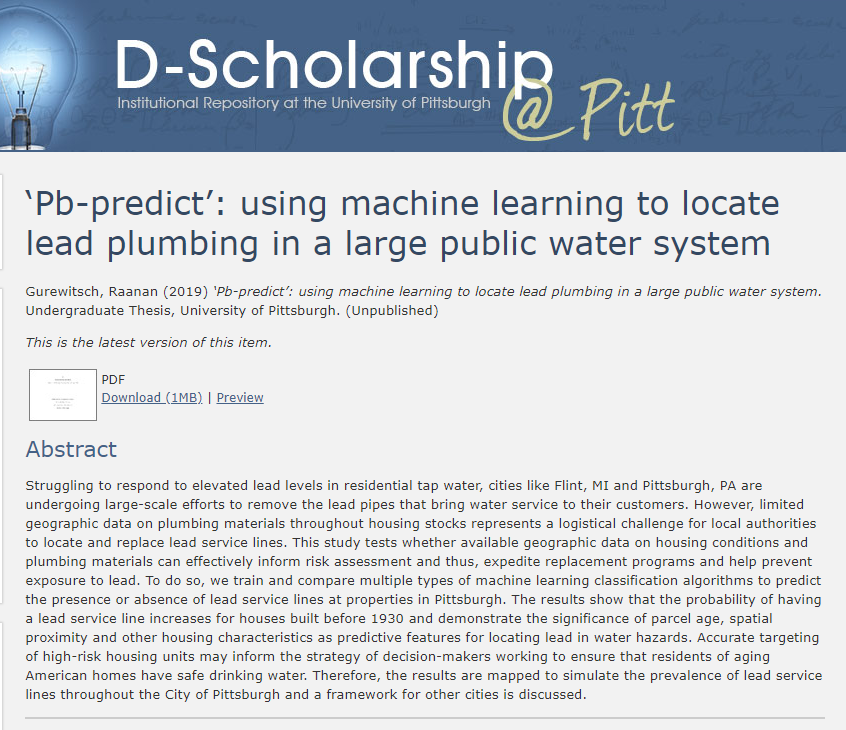 D-Scholarship
@ Pitt
Institutional Repository at the University of Pittsburgh
‘Pb-predict’: using machine learning to locate
lead plumbing in a large public water system
Gurewitsch, Raanan (2019) ‘Pb-predict’: using machine learning to locate lead plumbing in a large public water system.
Undergraduate Thesis, University of Pittsburgh. (Unpublished)
This is the latest version of this item.
PDF
Download (1MB) | Preview
Abstract
Struggling to respond to elevated lead levels in residential tap water, cities like Flint, MI and Pittsburgh, PA are
undergoing large-scale efforts to remove the lead pipes that bring water service to their customers. However, limited
geographic data on plumbing materials throughout housing stocks represents a logistical challenge for local authorities
to locate and replace lead service lines. This study tests whether available geographic data on housing conditions and
plumbing materials can effectively inform risk assessment and thus, expedite replacement programs and help prevent
exposure to lead. To do so, we train and compare multiple types of machine learning classification algorithms to predict
the presence or absence of lead service lines at properties in Pittsburgh. The results show that the probability of having
a lead service line increases for houses built before 1930 and demonstrate the significance of parcel age, spatial
proximity and other housing characteristics as predictive features for locating lead in water hazards. Accurate targeting
of high-risk housing units may inform the strategy of decision-makers working to ensure that residents of aging
American homes have safe drinking water. Therefore, the results are mapped to simulate the prevalence of lead service
lines throughout the City of Pittsburgh and a framework for other cities is discussed.